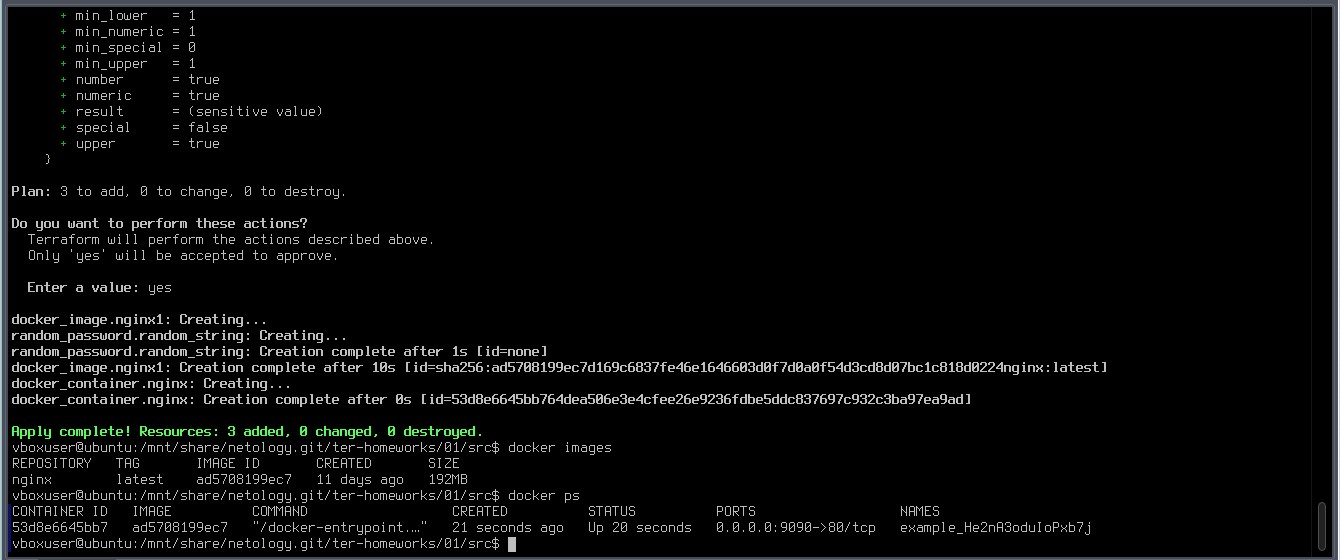 + min_lower   = 1
+ min_numeric = 1
+ min_special = 0
+ min_upper   = 1
+ number      = true
+ numeric     = true
+ result      = (sensitive value)
+ special     = false
+ upper       = true
}
Plan: 3 to add, 0 to change, 0 to destroy.
Do you want to perform these actions?
Terraform will perform the actions described above.
Only 'yes' will be accepted to approve.
Enter a value: yes
docker_image.nginx1: Creating...
random_password.random_string: Creating...
random_password.random_string: Creation complete after 1s [id=none]
docker_image.nginx1: Creation complete after 10s [id=sha256:ad5708199ec7d169c6837fe46e1646603d0f7d0a0f54d3cd8d07bc1c818d0224nginx:latest]
docker_container.nginx: Creating...
docker_container.nginx: Creation complete after 0s [id=53d8e6645bb764dea506e3e4cfee26e9236fdbe5ddc837697c932c3ba97ea9ad]
Apply complete! Resources: 3 added, 0 changed, 0 destroyed.
vboxuser@ubuntu:/mnt/share/netology.git/ter-homeworks/01/src$ docker images
REPOSITORY   TAG       IMAGE ID       CREATED       SIZE
nginx        latest    ad5708199ec7   11 days ago   192MB
vboxuser@ubuntu:/mnt/share/netology.git/ter-homeworks/01/src$ docker ps
CONTAINER ID   IMAGE          COMMAND                  CREATED          STATUS          PORTS                  NAMES
53d8e6645bb7   ad5708199ec7   "/docker-entrypoint.…"   21 seconds ago   Up 20 seconds   0.0.0.0:9090->80/tcp   example_He2nA3oduIoPxb7j
vboxuser@ubuntu:/mnt/share/netology.git/ter-homeworks/01/src$